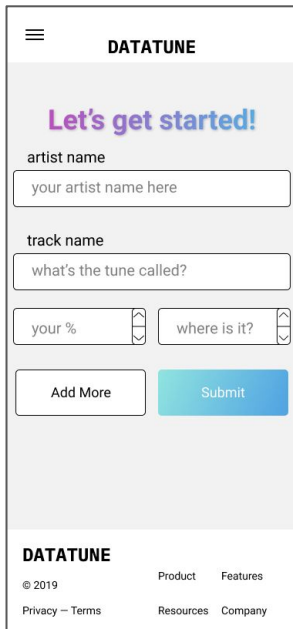 DATATUNE
Let's get started!
artist name
your artist name here
track name
what's the tune called?
your %
where is it?
Add More
Submit
DATATUNE
© 2019
Product Features
Privacy — Terms
Resources Company